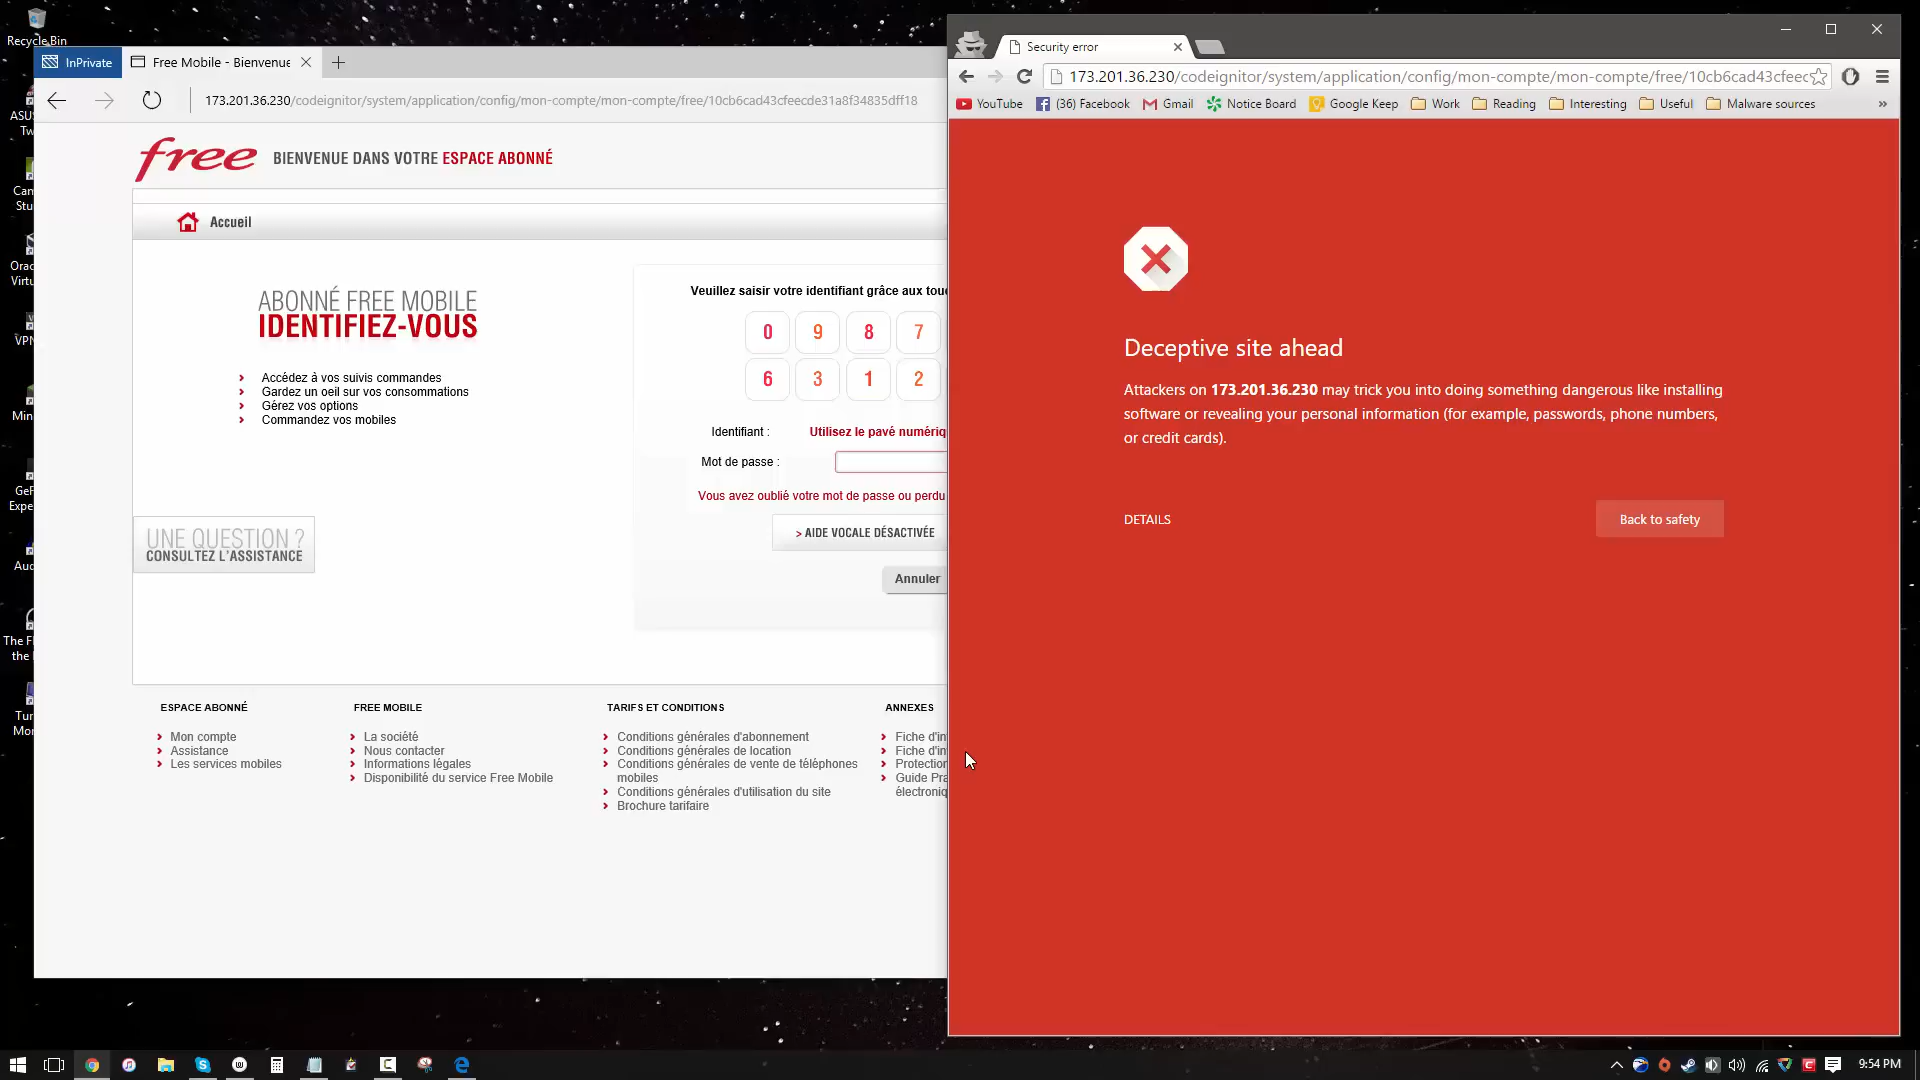 Recycle Bin
InPrivate
Free Mobile - Bienvenue
173.201.36.230/codeignitor/system/application/config/mon-compte/mon-compte/free/10cb6cad43cfeecde31a8f34835dff18
free
BIENVENUE DANS VOTRE ESPACE ABONNÉ
Accueil
ABONNÉ FREE MOBILE
IDENTIFIEZ-VOUS
Accédez à vos suivis commandes
Gardez un oeil sur vos consommations
Gérez vos options
Commandez vos mobiles
UNE QUESTION ?
CONSULTEZ L'ASSISTANCE
Veuillez saisir votre identifiant grâce aux
0 9 8 7
6 3 1 2
Identifiant :
Utilisez le pavé
Mot de passe :
Vous avez oublié votre mot de passe ou perdu
> AIDE VOCALE DÉSACTIVÉE
Annuler
ESPACE ABONNÉ
Mon compte
Assistance
Les services mobiles
FREE MOBILE
La société
Nous contacter
Informations légales
Disponibilité du service Free Mobile
TARIFS ET CONDITIONS
Conditions générales d'abonnement
Conditions générales de location
Conditions générales de vente de téléphones
mobiles
Conditions générales d'utilisation du site
Brochure tarifaire
ANNEXES
Fiche
Fiche
Protection
Guide
Security error
173.201.36.230/codeignitor/system/application/config/mon-compte/mon-compte/free/10cb6cad43cfeec
YouTube
(36) Facebook
Gmail
Notice Board
Google Keep
Work
Reading
Interesting
Useful
Malware sources
»
Deceptive site ahead
Attackers on 173.201.36.230 may trick you into doing something dangerous like installing
software or revealing your personal information (for example, passwords, phone numbers,
or credit cards).
DETAILS
Back to safety
9:54 PM